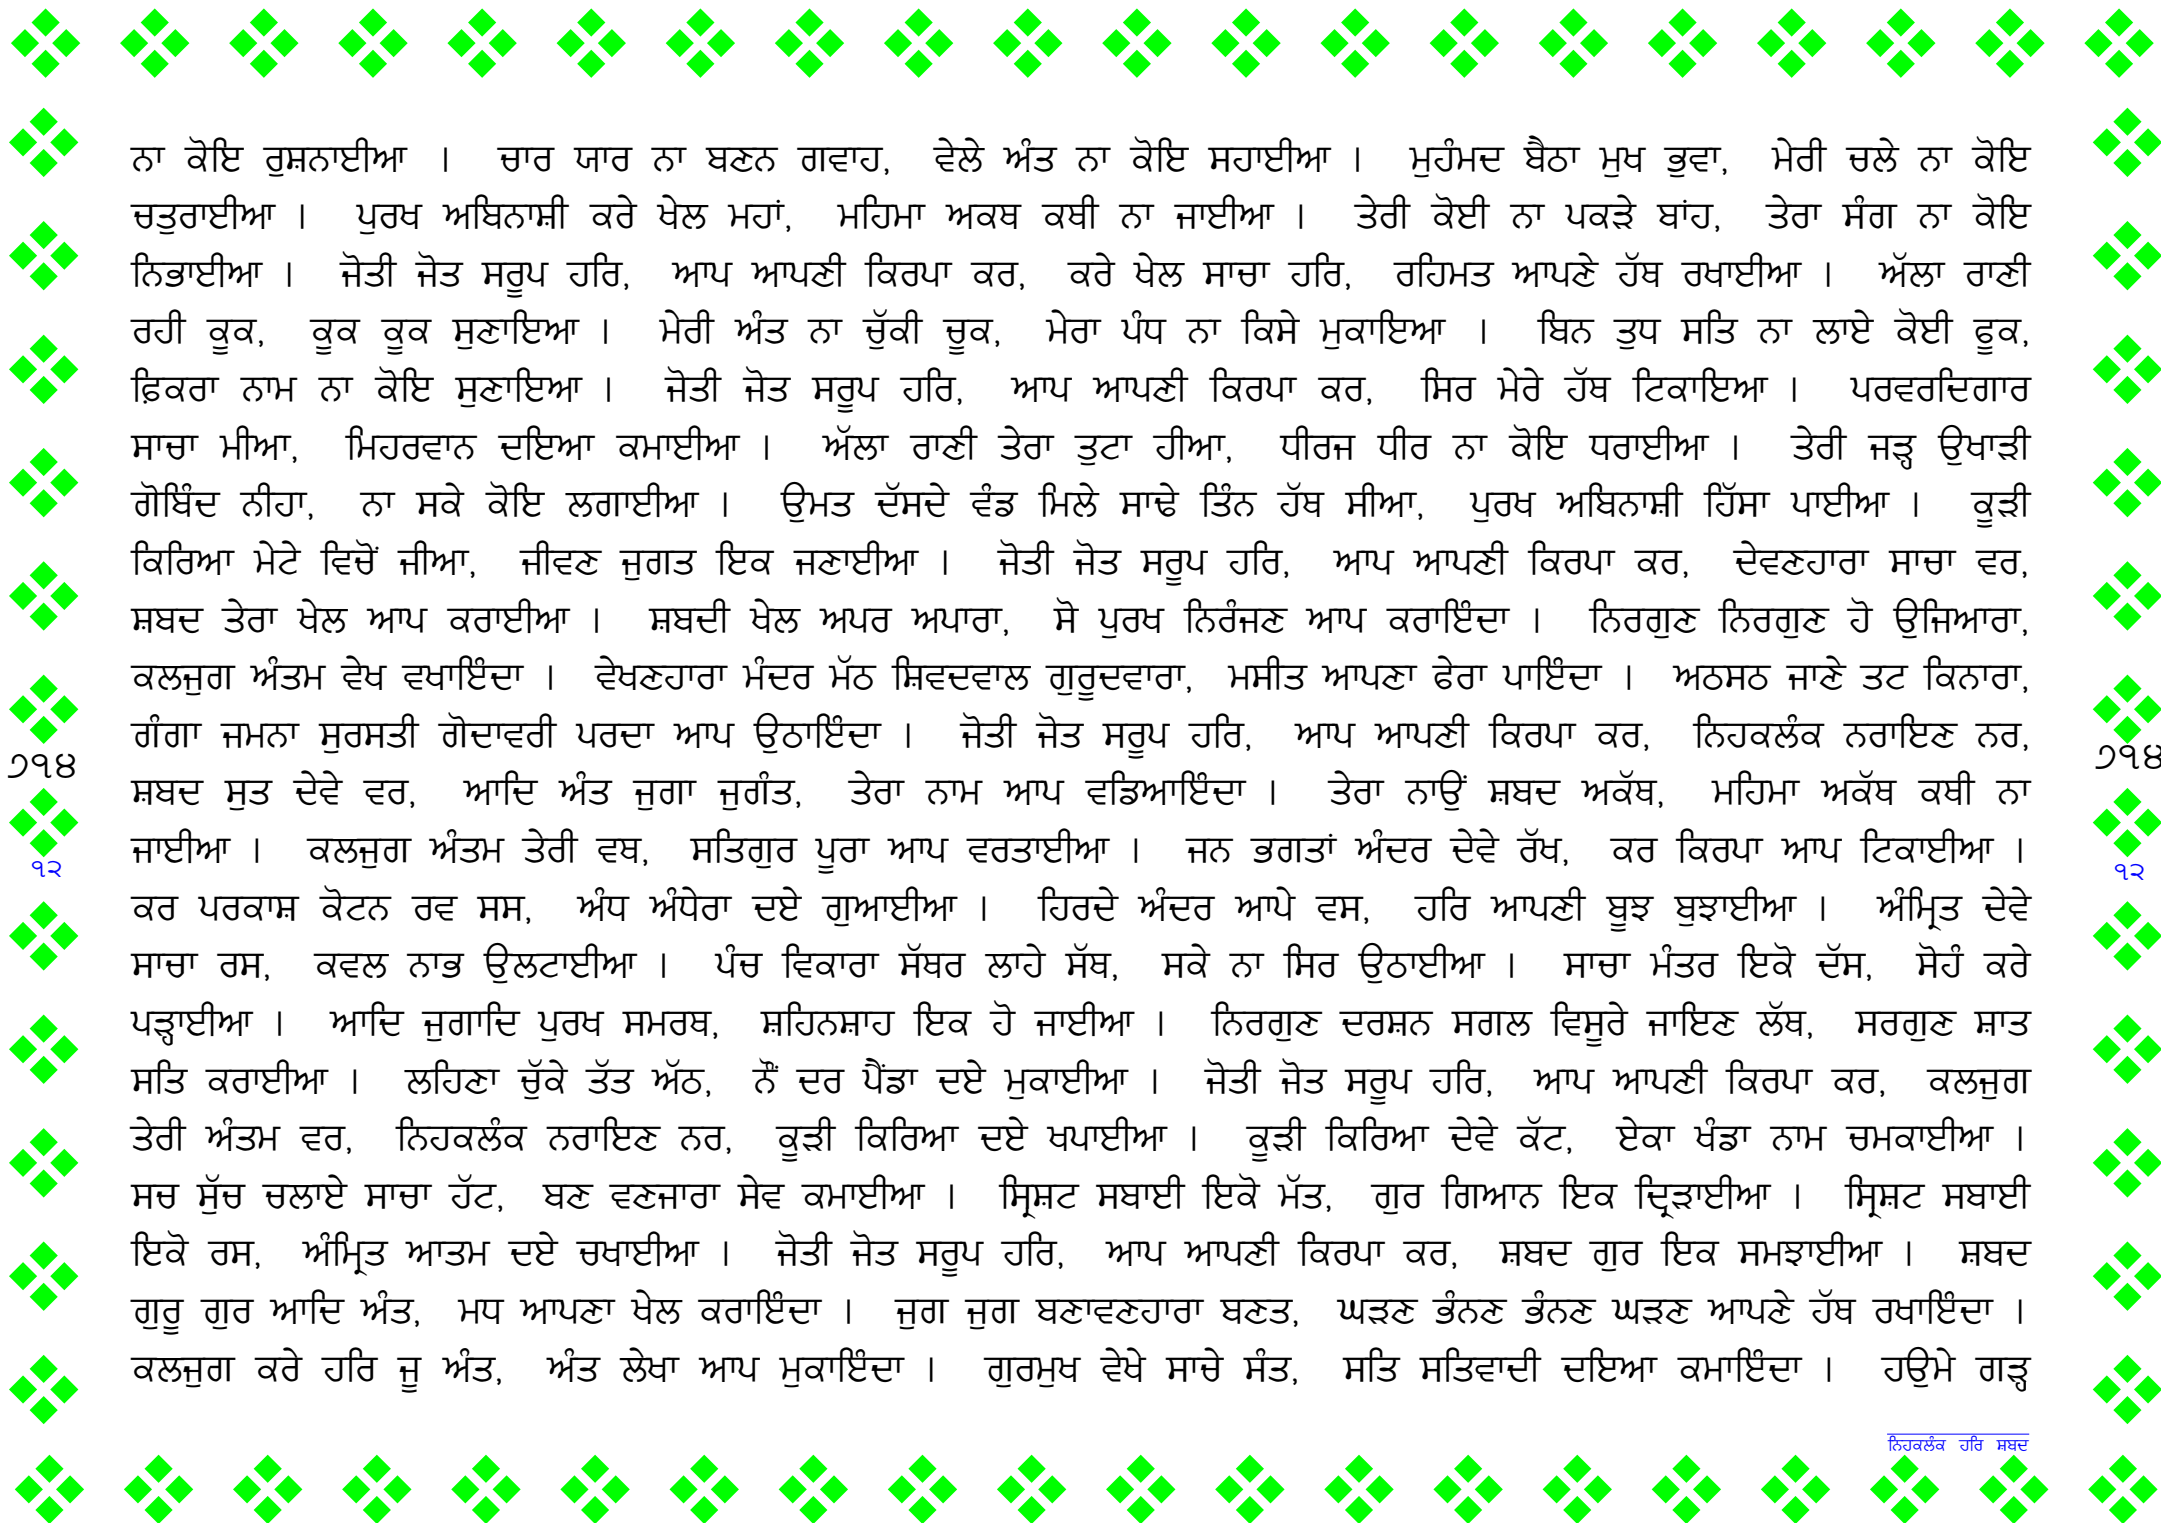 ਨਾ ਕੋਇ ਰੁਸ਼ਨਾਈਆ । ਚਾਰ ਯਾਰ ਨਾ ਬਣਨ ਗਵਾਹ, ਵੇਲੇ ਅੰਤ ਨਾ ਕੋਇ ਸਹਾਈਆ । ਮੁਹੰਮਦ ਬੈਠਾ ਮੁਖ ਭੁਵਾ, ਮੇਰੀ ਚਲੇ ਨਾ ਕੋਇ
ਚਤੁਰਾਈਆ । ਪੁਰਖ ਅਬਿਨਾਸ਼ੀ ਕਰੇ ਖੇਲ ਮਹਾਂ, ਮਹਿਮਾ ਅਕਥ ਕਥੀ ਨਾ ਜਾਈਆ । ਤੇਰੀ ਕੋਈ ਨਾ ਪਕੜੇ ਬਾਂਹ, ਤੇਰਾ ਸੰਗ ਨਾ ਕੋਇ
ਨਿਭਾਈਆ । ਜੋਤੀ ਜੋਤ ਸਰੂਪ ਹਰਿ, ਆਪ ਆਪਣੀ ਕਿਰਪਾ ਕਰ, ਕਰੇ ਖੇਲ ਸਾਚਾ ਹਰਿ, ਰਹਿਮਤ ਆਪਣੇ ਹੱਥ ਰਖਾਈਆ । ਅੱਲਾ ਰਾਣੀ
ਰਹੀ ਕੂਕ, ਕੂਕ ਕੂਕ ਸੁਣਾਇਆ । ਮੇਰੀ ਅੰਤ ਨਾ ਚੁੱਕੀ ਚੂਕ, ਮੇਰਾ ਪੰਧ ਨਾ ਕਿਸੇ ਮੁਕਾਇਆ । ਬਿਨ ਤੁਧ ਸਤਿ ਨਾ ਲਾਏ ਕੋਈ ਫੂਕ,
ਫ਼ਿਕਰਾ ਨਾਮ ਨਾ ਕੋਇ ਸੁਣਾਇਆ । ਜੋਤੀ ਜੋਤ ਸਰੂਪ ਹਰਿ, ਆਪ ਆਪਣੀ ਕਿਰਪਾ ਕਰ, ਸਿਰ ਮੇਰੇ ਹੱਥ ਟਿਕਾਇਆ । ਪਰਵਰਦਿਗਾਰ
ਸਾਚਾ ਮੀਆ, ਮਿਹਰਵਾਨ ਦਇਆ ਕਮਾਈਆ । ਅੱਲਾ ਰਾਣੀ ਤੇਰਾ ਤੁਟਾ ਹੀਆ, ਧੀਰਜ ਧੀਰ ਨਾ ਕੋਇ ਧਰਾਈਆ । ਤੇਰੀ ਜੜ੍ਹ ਉਖਾੜੀ
ਗੋਬਿੰਦ ਨੀਹਾ, ਨਾ ਸਕੇ ਕੋਇ ਲਗਾਈਆ । ਉਮਤ ਦੱਸਦੇ ਵੰਡ ਮਿਲੇ ਸਾਢੇ ਤਿੰਨ ਹੱਥ ਸੀਆ, ਪੁਰਖ ਅਬਿਨਾਸ਼ੀ ਹਿੱਸਾ ਪਾਈਆ । ਕੂੜੀ
ਕਿਰਿਆ ਮੇਟੇ ਵਿਚੋਂ ਜੀਆ, ਜੀਵਣ ਜੁਗਤ ਇਕ ਜਣਾਈਆ । ਜੋਤੀ ਜੋਤ ਸਰੂਪ ਹਰਿ, ਆਪ ਆਪਣੀ ਕਿਰਪਾ ਕਰ, ਦੇਵਣਹਾਰਾ ਸਾਚਾ ਵਰ,
ਸ਼ਬਦ ਤੇਰਾ ਖੇਲ ਆਪ ਕਰਾਈਆ । ਸ਼ਬਦੀ ਖੇਲ ਅਪਰ ਅਪਾਰਾ, ਸੋ ਪੁਰਖ ਨਿਰੰਜਣ ਆਪ ਕਰਾਇੰਦਾ । ਨਿਰਗੁਣ ਨਿਰਗੁਣ ਹੋ ਉਜਿਆਰਾ,
ਕਲਜੁਗ ਅੰਤਮ ਵੇਖ ਵਖਾਇੰਦਾ । ਵੇਖਣਹਾਰਾ ਮੰਦਰ ਮੱਠ ਸ਼ਿਵਦਵਾਲ ਗੁਰੂਦਵਾਰਾ, ਮਸੀਤ ਆਪਣਾ ਫੇਰਾ ਪਾਇੰਦਾ । ਅਠਸਠ ਜਾਣੇ ਤਟ ਕਿਨਾਰਾ,
ਗੰਗਾ ਜਮਨਾ ਸੁਰਸਤੀ ਗੋਦਾਵਰੀ ਪਰਦਾ ਆਪ ਉਠਾਇੰਦਾ । ਜੋਤੀ ਜੋਤ ਸਰੂਪ ਹਰਿ, ਆਪ ਆਪਣੀ ਕਿਰਪਾ ਕਰ, ਨਿਹਕਲੰਕ ਨਰਾਇਣ ਨਰ,
੭੧੪ ੭੧੪
ਸ਼ਬਦ ਸੁਤ ਦੇਵੇ ਵਰ, ਆਦਿ ਅੰਤ ਜੁਗਾ ਜੁਗੰਤ, ਤੇਰਾ ਨਾਮ ਆਪ ਵਡਿਆਇੰਦਾ । ਤੇਰਾ ਨਾਉਂ ਸ਼ਬਦ ਅਕੱਥ, ਮਹਿਮਾ ਅਕੱਥ ਕਥੀ ਨਾ
ਜਾਈਆ । ਕਲਜੁਗ ਅੰਤਮ ਤੇਰੀ ਵਥ, ਸਤਿਗੁਰ ਪੂਰਾ ਆਪ ਵਰਤਾਈਆ । ਜਨ ਭਗਤਾਂ ਅੰਦਰ ਦੇਵੇ ਰੱਖ, ਕਰ ਕਿਰਪਾ ਆਪ ਟਿਕਾਈਆ ।
੧੨ ੧੨
ਕਰ ਪਰਕਾਸ਼ ਕੋਟਨ ਰਵ ਸਸ, ਅੰਧ ਅੰਧੇਰਾ ਦਏ ਗੁਆਈਆ । ਹਿਰਦੇ ਅੰਦਰ ਆਪੇ ਵਸ, ਹਰਿ ਆਪਣੀ ਬੂਝ ਬੁਝਾਈਆ । ਅੰਮ੍ਰਿਤ ਦੇਵੇ
ਸਾਚਾ ਰਸ, ਕਵਲ ਨਾਭ ਉਲਟਾਈਆ । ਪੰਚ ਵਿਕਾਰਾ ਸੱਥਰ ਲਾਹੇ ਸੱਥ, ਸਕੇ ਨਾ ਸਿਰ ਉਠਾਈਆ । ਸਾਚਾ ਮੰਤਰ ਇਕੋ ਦੱਸ, ਸੋਹੰ ਕਰੇ
ਪੜ੍ਹਾਈਆ । ਆਦਿ ਜੁਗਾਦਿ ਪੁਰਖ ਸਮਰਥ, ਸ਼ਹਿਨਸ਼ਾਹ ਇਕ ਹੋ ਜਾਈਆ । ਨਿਰਗੁਣ ਦਰਸ਼ਨ ਸਗਲ ਵਿਸੂਰੇ ਜਾਇਣ ਲੱਥ, ਸਰਗੁਣ ਸ਼ਾਤ
ਸਤਿ ਕਰਾਈਆ । ਲਹਿਣਾ ਚੁੱਕੇ ਤੱਤ ਅੱਠ, ਨੌਂ ਦਰ ਪੈਂਡਾ ਦਏ ਮੁਕਾਈਆ । ਜੋਤੀ ਜੋਤ ਸਰੂਪ ਹਰਿ, ਆਪ ਆਪਣੀ ਕਿਰਪਾ ਕਰ, ਕਲਜੁਗ
ਤੇਰੀ ਅੰਤਮ ਵਰ, ਨਿਹਕਲੰਕ ਨਰਾਇਣ ਨਰ, ਕੂੜੀ ਕਿਰਿਆ ਦਏ ਖਪਾਈਆ । ਕੂੜੀ ਕਿਰਿਆ ਦੇਵੇ ਕੱਟ, ਏਕਾ ਖੰਡਾ ਨਾਮ ਚਮਕਾਈਆ ।
ਸਚ ਸੁੱਚ ਚਲਾਏ ਸਾਚਾ ਹੱਟ, ਬਣ ਵਣਜਾਰਾ ਸੇਵ ਕਮਾਈਆ । ਸ੍ਰਿਸ਼ਟ ਸਬਾਈ ਇਕੋ ਮੱਤ, ਗੁਰ ਗਿਆਨ ਇਕ ਦ੍ਰਿੜਾਈਆ । ਸ੍ਰਿਸ਼ਟ ਸਬਾਈ
ਇਕੋ ਰਸ, ਅੰਮ੍ਰਿਤ ਆਤਮ ਦਏ ਚਖਾਈਆ । ਜੋਤੀ ਜੋਤ ਸਰੂਪ ਹਰਿ, ਆਪ ਆਪਣੀ ਕਿਰਪਾ ਕਰ, ਸ਼ਬਦ ਗੁਰ ਇਕ ਸਮਝਾਈਆ । ਸ਼ਬਦ
ਗੁਰੂ ਗੁਰ ਆਦਿ ਅੰਤ, ਮਧ ਆਪਣਾ ਖੇਲ ਕਰਾਇੰਦਾ । ਜੁਗ ਜੁਗ ਬਣਾਵਣਹਾਰਾ ਬਣਤ, ਘੜਣ ਭੰਨਣ ਭੰਨਣ ਘੜਣ ਆਪਣੇ ਹੱਥ ਰਖਾਇੰਦਾ ।
ਕਲਜੁਗ ਕਰੇ ਹਰਿ ਜੂ ਅੰਤ, ਅੰਤ ਲੇਖਾ ਆਪ ਮੁਕਾਇੰਦਾ । ਗੁਰਮੁਖ ਵੇਖੇ ਸਾਚੇ ਸੰਤ, ਸਤਿ ਸਤਿਵਾਦੀ ਦਇਆ ਕਮਾਇੰਦਾ । ਹਉਮੇ ਗੜ੍ਹ
ਨਿਹਕਲੰਕ ਹਰਿ ਸ਼ਬਦ